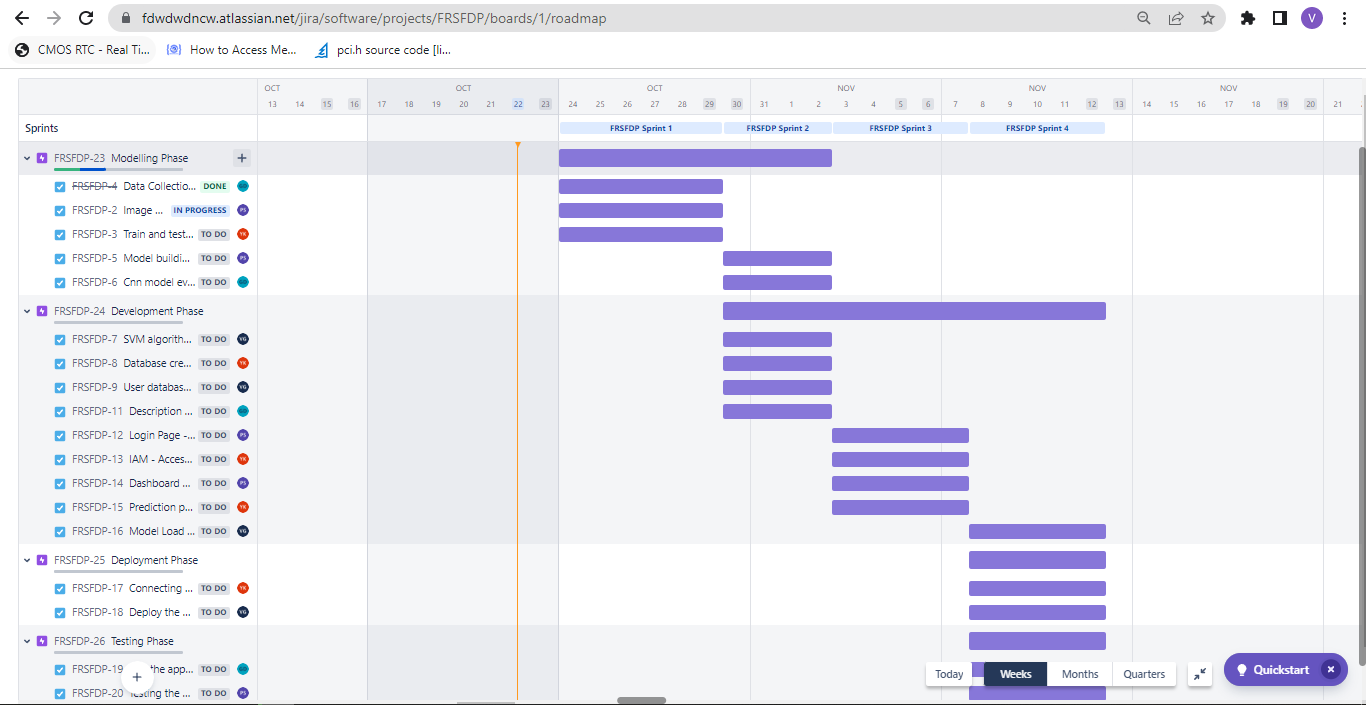 fdwdwdncw.atlassian.net/jira/software/projects/FRSFDP/boards/1/roadmap
V
CMOS RTC - Real Ti...
How to Access Me...
pci.h source code [li...
OCT OCT OCT NOV NOV NOV
13 14 15 16 17 18 19 20 21 22 23 24 25 26 27 28 29 30 31 1 2 3 4 5 6 7 8 9 10 11 12 13 14 15 16 17 18 19 20 21
Sprints FRSFDP Sprint 1 FRSFDP Sprint 2 FRSFDP Sprint 3 FRSFDP Sprint 4
FRSFDP-23 Modelling Phase +
FRSFDP-4 Data Collectio... DONE
FRSFDP-2 Image ... IN PROGRESS PS
FRSFDP-3 Train and test... TO DO YK
FRSFDP-5 Model buildi... TO DO PS
FRSFDP-6 Cnn model ev... TO DO
FRSFDP-24 Development Phase
FRSFDP-7 SVM algorith... TO DO VG
FRSFDP-8 Database cre... TO DO YK
FRSFDP-9 User databas... TO DO VG
FRSFDP-11 Description ... TO DO
FRSFDP-12 Login Page -... TO DO PS
FRSFDP-13 IAM - Acces... TO DO YK
FRSFDP-14 Dashboard ... TO DO PS
FRSFDP-15 Prediction p... TO DO YK
FRSFDP-16 Model Load ... TO DO VG
FRSFDP-25 Deployment Phase
FRSFDP-17 Connecting ... TO DO YK
FRSFDP-18 Deploy the ... TO DO VG
FRSFDP-26 Testing Phase
FRSFDP-19 the app... TO DO
FRSFDP-20 Testing the ... TO DO PS
Today Weeks Months Quarters
Quickstart